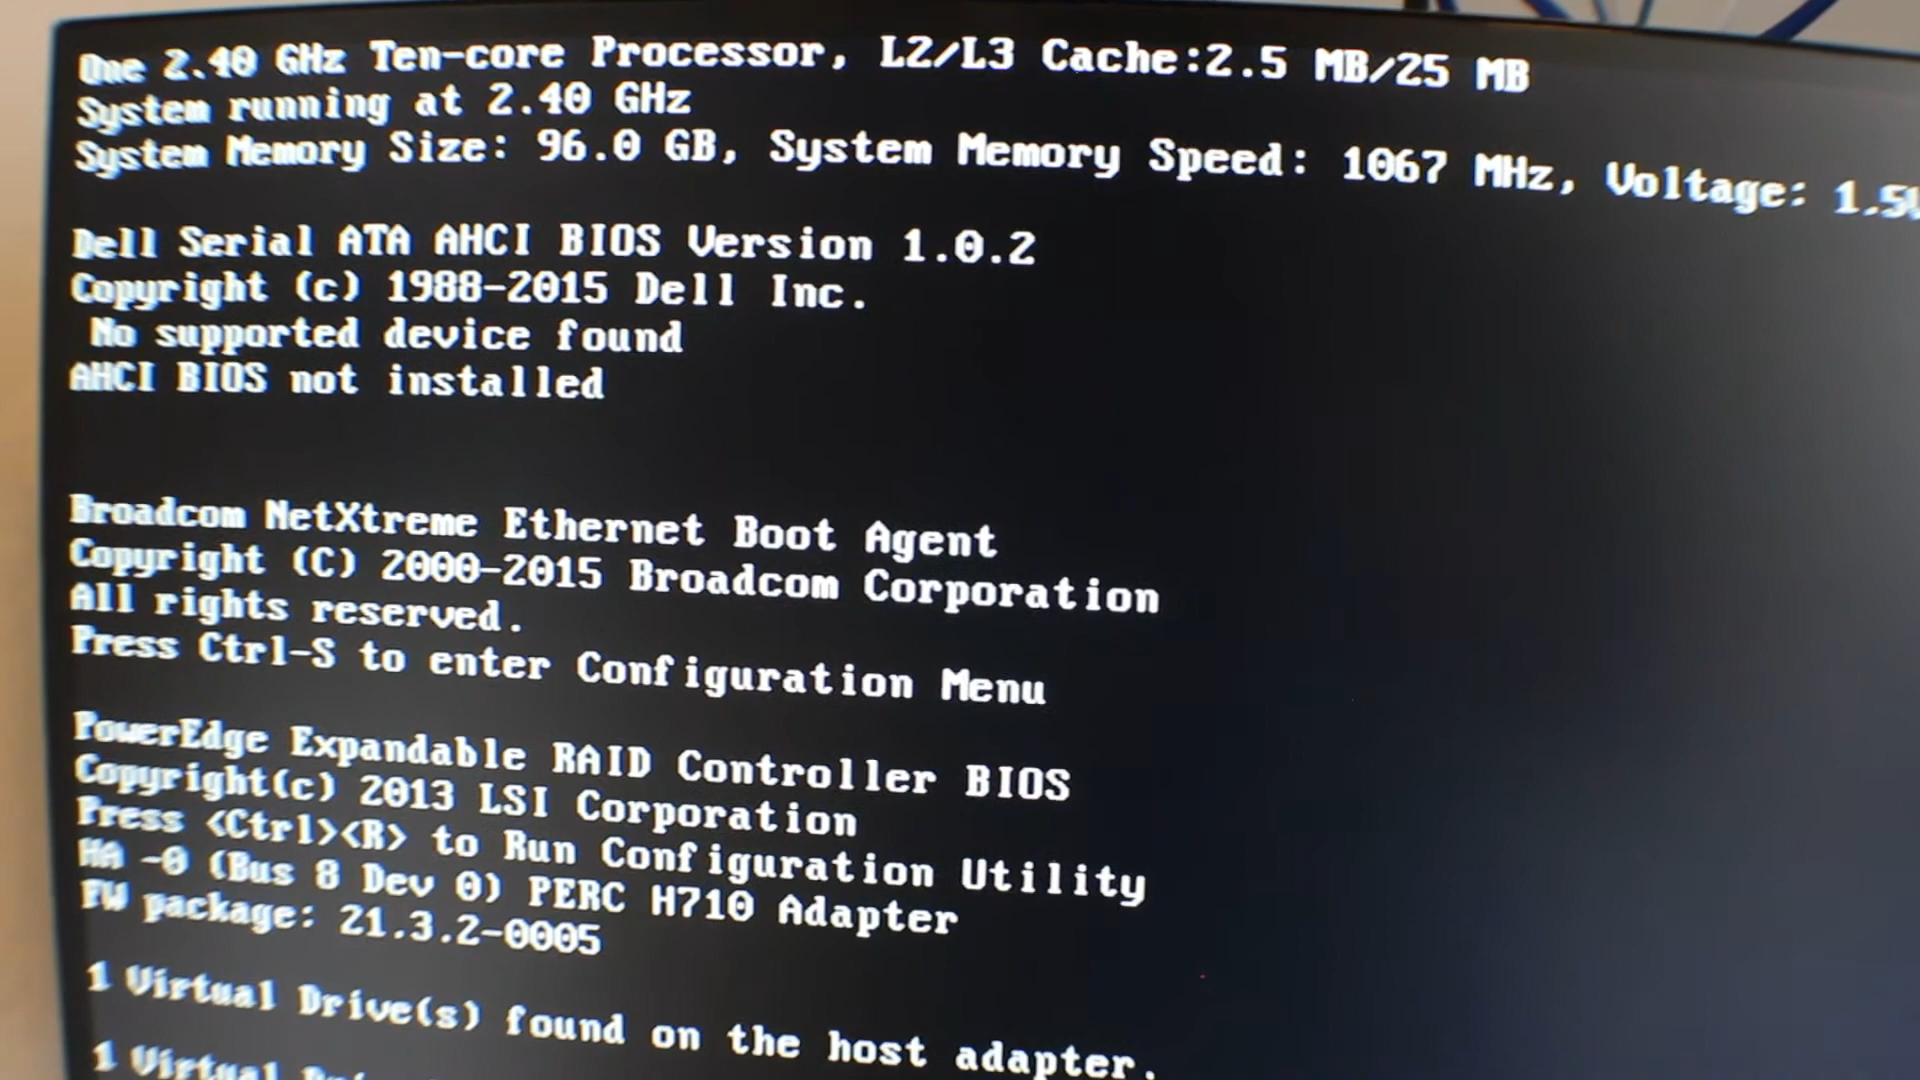 One 2.40 GHz Ten-core Processor, L2/L3 Cache:2.5 MB/25 MB
System running at 2.40 GHz
System Memory Size: 96.0 GB, System Memory Speed: 1067 MHz, Voltage: 1.5V
Dell Serial ATA AHCI BIOS Version 1.0.2
Copyright (c) 1988-2015 Dell Inc.
No supported device found
AHCI BIOS not installed
Broadcom NetXtreme Ethernet Boot Agent
Copyright (C) 2000-2015 Broadcom Corporation
All rights reserved.
Press Ctrl-S to enter Configuration Menu
PowerEdge Expandable RAID Controller BIOS
Copyright(c) 2013 LSI Corporation
Press <Ctrl><R> to Run Configuration Utility
HA -0 (Bus 8 Dev 0) PERC H710 Adapter
FW package: 21.3.2-0005
1 Virtual Drive(s) found on the host adapter.
1 Virtual